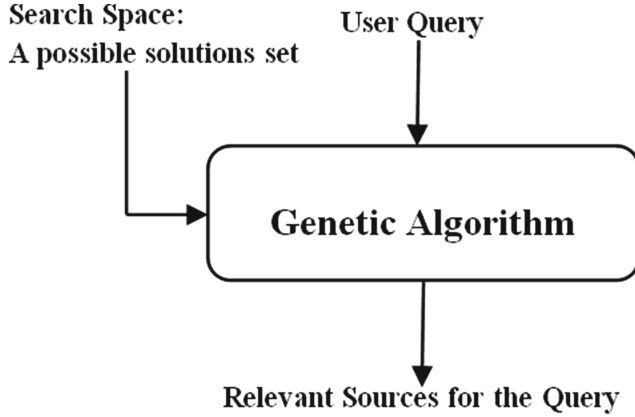 Search Space:
A possible solutions set
User Query
Genetic Algorithm
Relevant Sources for the Query